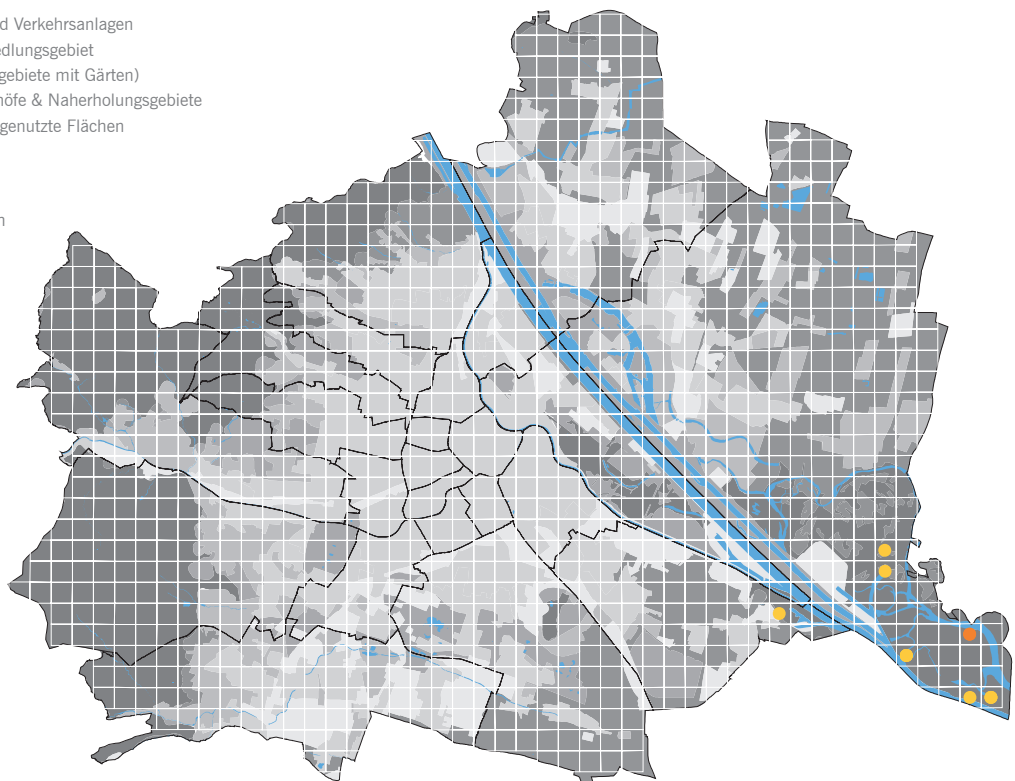 d Verkehrsanlagen
edlungsgebiet
gebiete mit Gärten)
höfe & Naherholungsgebiete
genutzte Flächen
n